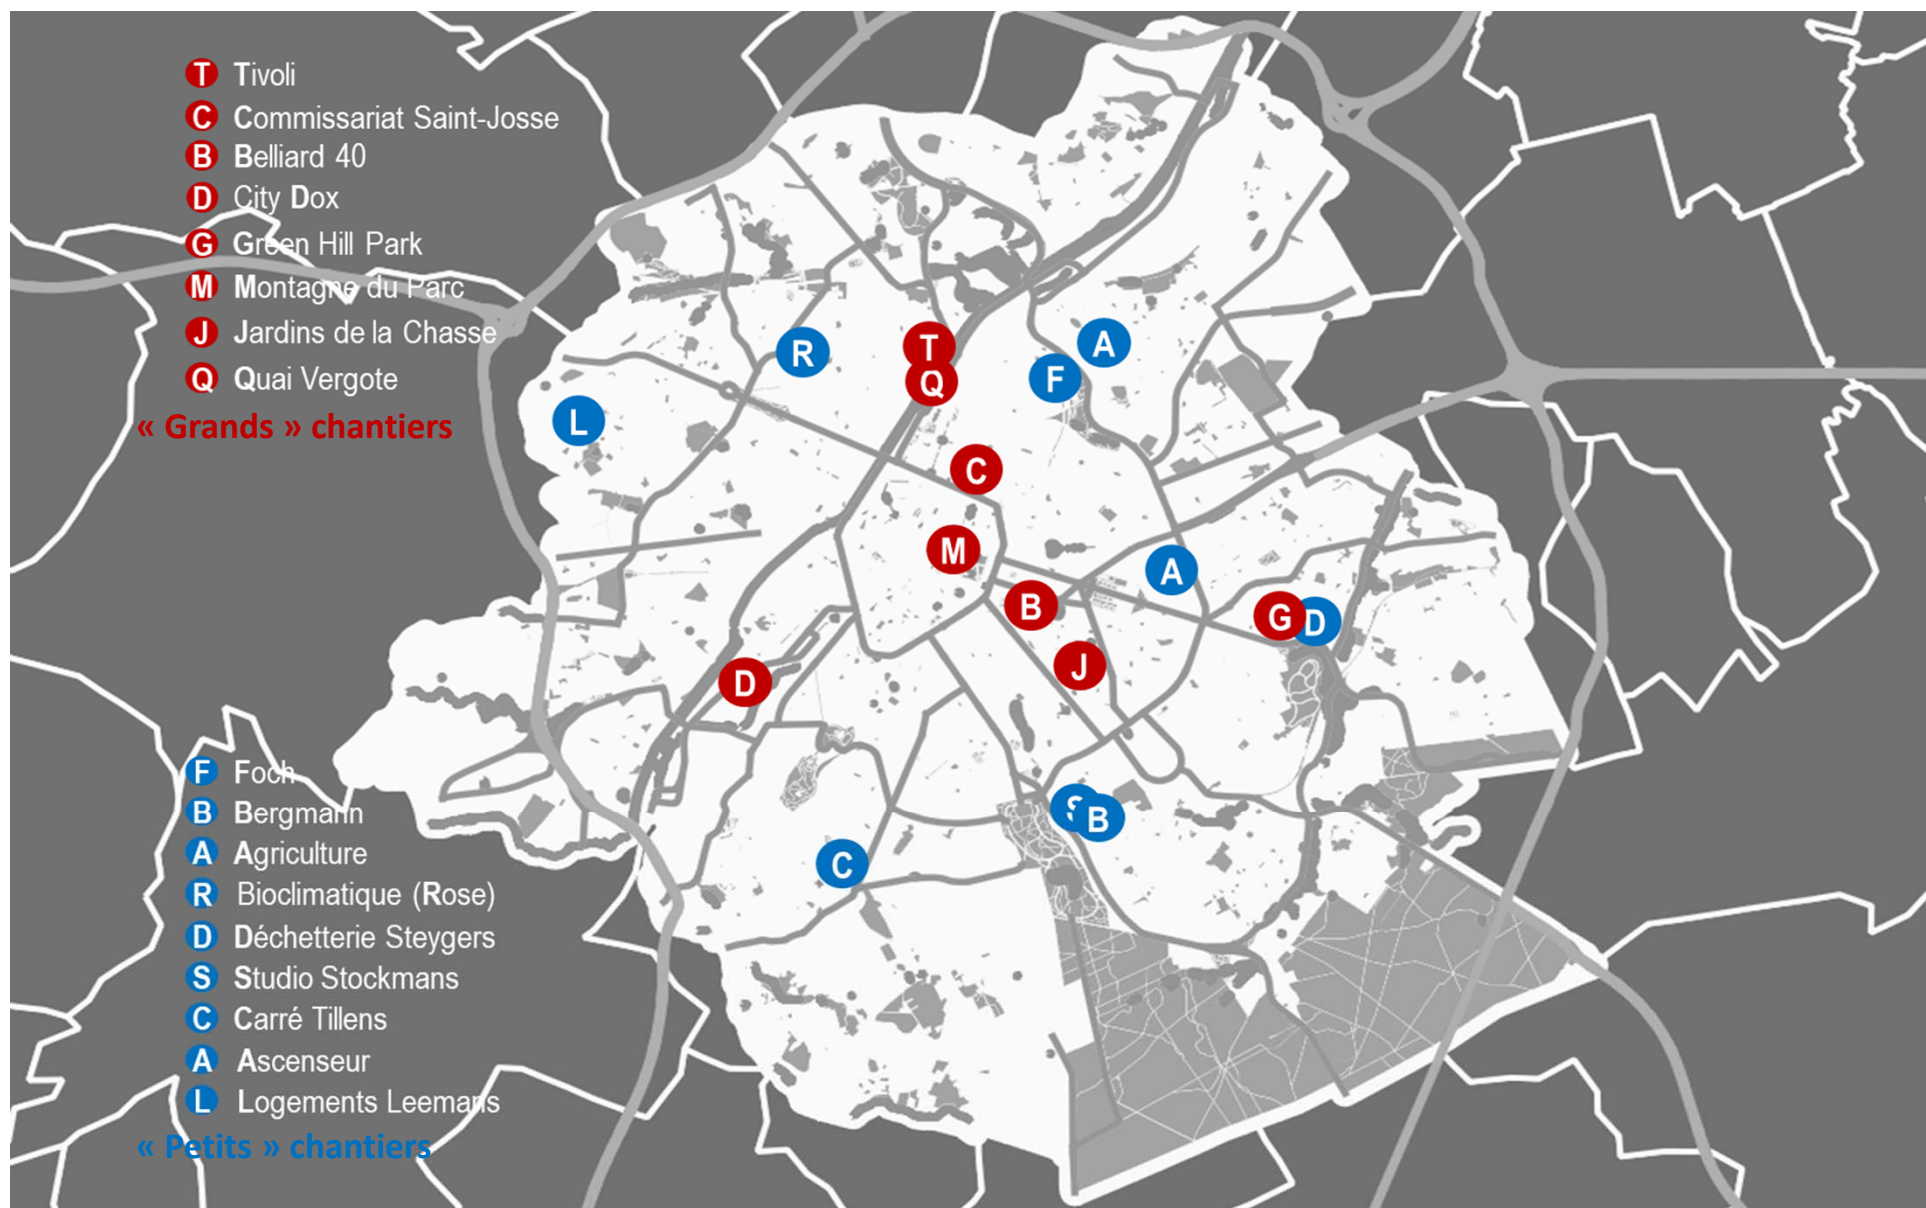 T Tivoli
C Commissariat Saint-Josse
B Belliard 40
D City Dox
G Green Hill Park
M Montagne du Parc
J Jardins de la Chasse
Q Quai Vergote
« Grands » chantiers
T
R
A
Q
F
L
C
M
A
B
G D
J
D
S B
C
F Foch
B Bergmann
A Agriculture
R Bioclimatique (Rose)
D Déchetterie Steygers
S Studio Stockmans
C Carré Tillens
A Ascenseur
L Logements Leemans
« Petits » chantiers